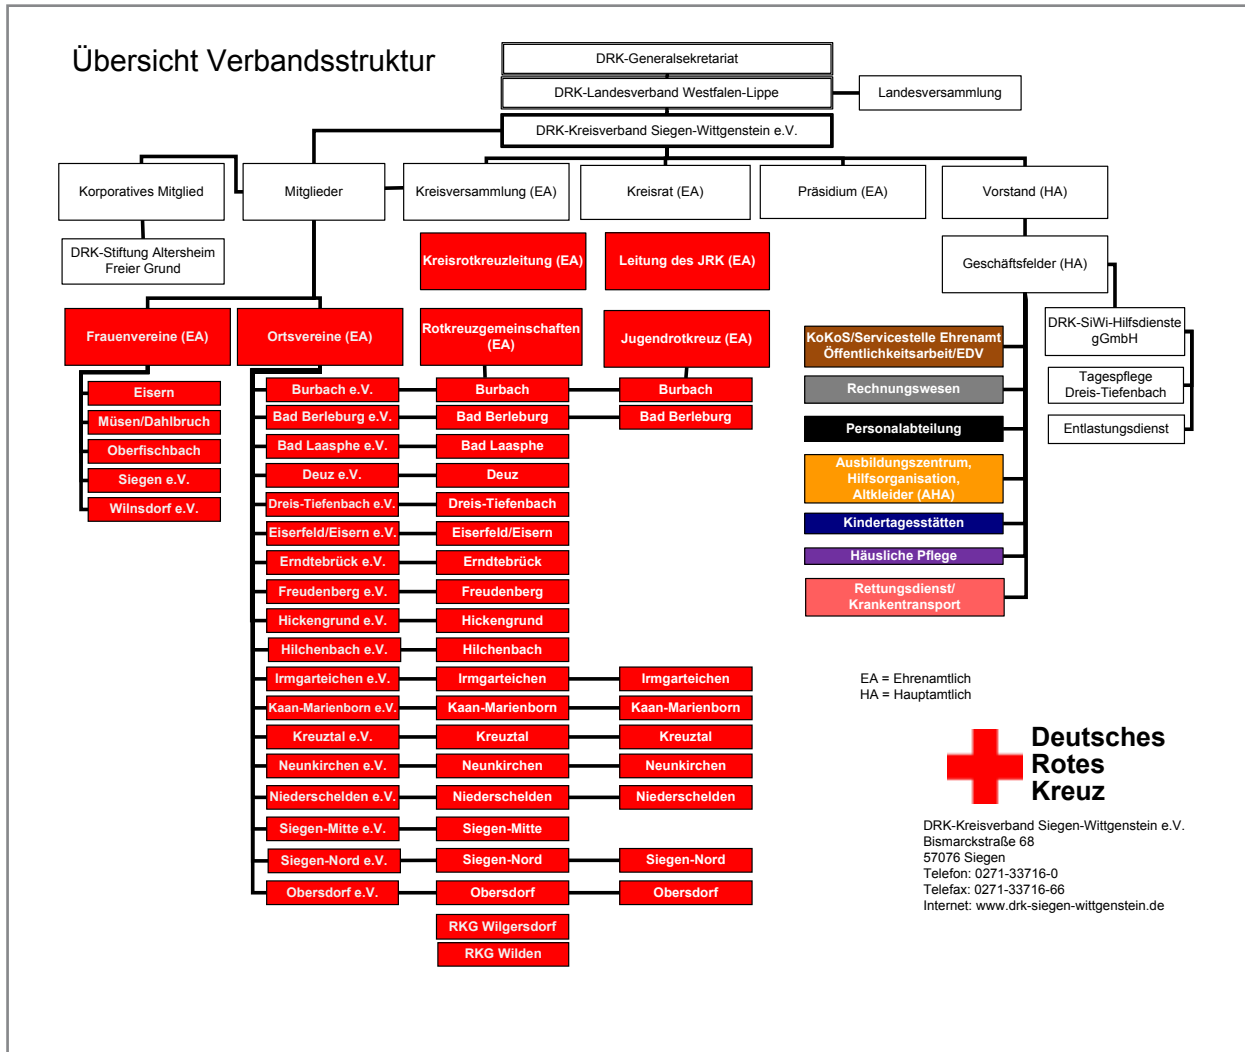 Übersicht Verbandsstruktur
DRK-Generalsekretariat
DRK-Landesverband Westfalen-Lippe
Landesversammlung
DRK-Kreisverband Siegen-Wittgenstein e.V.
Korporatives Mitglied
Mitglieder
Kreisversammlung (EA)
Kreisrat (EA)
Präsidium (EA)
Vorstand (HA)
DRK-Stiftung Altersheim
Freier Grund
Kreisrotkreuzleitung (EA)
Leitung des JRK (EA)
Geschäftsfelder (HA)
Frauenvereine (EA)
Ortsvereine (EA)
Rotkreuzgemeinschaften
(EA)
Jugendrotkreuz (EA)
Eisern
Müsen/Dahlbruch
Oberfischbach
Siegen e.V.
Wilnsdorf e.V.
Burbach e.V.
Burbach
Burbach
Bad Berleburg e.V.
Bad Berleburg
Bad Berleburg
Bad Laasphe e.V.
Bad Laasphe
Deuz e.V.
Deuz
Dreis-Tiefenbach e.V.
Dreis-Tiefenbach
Eiserfeld/Eisern e.V.
Eiserfeld/Eisern
Erndtebrück e.V.
Erndtebrück
Freudenberg e.V.
Freudenberg
Hickengrund e.V.
Hickengrund
Hilchenbach e.V.
Hilchenbach
Irmgarteichen e.V.
Irmgarteichen
Irmgarteichen
Kaan-Marienborn e.V.
Kaan-Marienborn
Kaan-Marienborn
Kreuztal e.V.
Kreuztal
Kreuztal
Neunkirchen e.V.
Neunkirchen
Neunkirchen
Niederschelden e.V.
Niederschelden
Niederschelden
Siegen-Mitte e.V.
Siegen-Mitte
Siegen-Nord e.V.
Siegen-Nord
Siegen-Nord
Obersdorf e.V.
Obersdorf
Obersdorf
RKG Wilgersdorf
RKG Wilden
KoKoS/Servicestelle Ehrenamt
Öffentlichkeitsarbeit/EDV
Rechnungswesen
Personalabteilung
Ausbildungszentrum,
Hilfsorganisation,
Altkleider (AHA)
Kindertagesstätten
Häusliche Pflege
Rettungsdienst/
Krankentransport
DRK-SiWi-Hilfsdienste
gGmbH
Tagespflege
Dreis-Tiefenbach
Entlastungsdienst
EA = Ehrenamtlich
HA = Hauptamtlich
Deutsches
Rotes
Kreuz
DRK-Kreisverband Siegen-Wittgenstein e.V.
Bismarckstraße 68
57076 Siegen
Telefon: 0271-33716-0
Telefax: 0271-33716-66
Internet: www.drk-siegen-wittgenstein.de